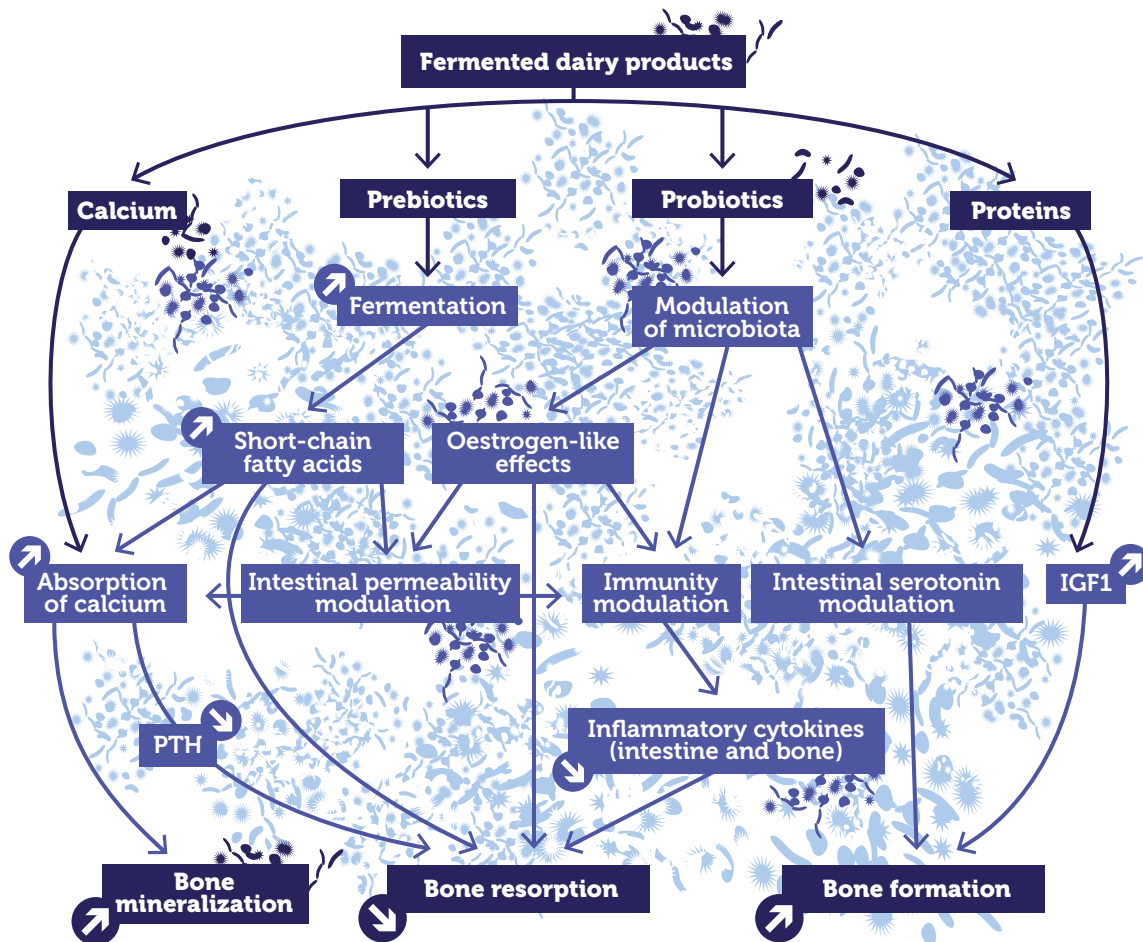 Fermented dairy products
Calcium
Prebiotics
Probiotics
Proteins
Fermentation
Modulation
of microbiota
Short-chain
fatty acids
Oestrogen-like
effects
Absorption
of calcium
Intestinal permeability
modulation
Immunity
modulation
Intestinal serotonin
modulation
IGF1
PTH
Inflammatory cytokines
(intestine and bone)
Bone
mineralization
Bone resorption
Bone formation